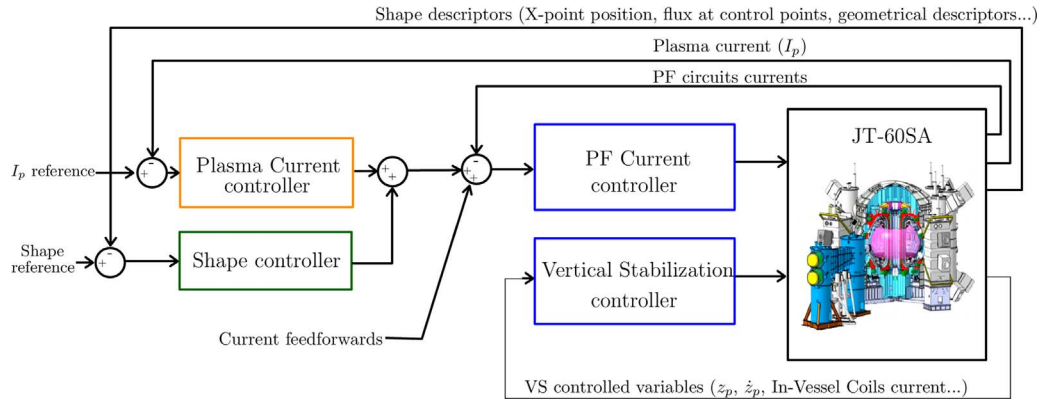 Shape descriptors (X-point position, flux at control points, geometrical descriptors...)
Plasma current (I_p)
PF circuits currents
JT-60SA
I_p reference
-
+
Plasma Current
controller
+
+
-
+
+
PF Current
controller
Shape
reference
-
+
Shape controller
Vertical Stabilization
controller
Current feedforwards
VS controlled variables (z_p, ż_p, In-Vessel Coils current...)